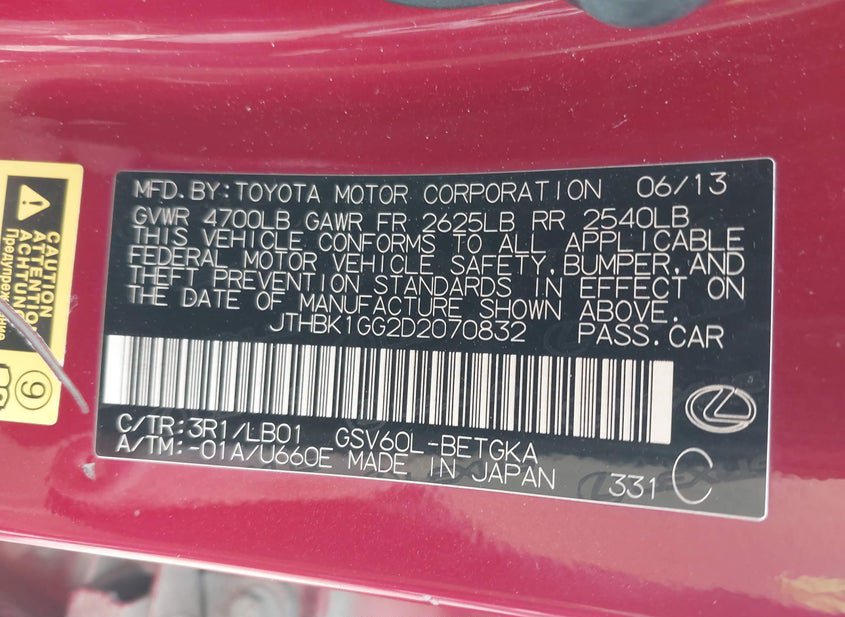 MFD. BY: TOYOTA MOTOR CORPORATION 06/13
GVWR 4700LB GAWR FR 2625LB RR 2540LB
THIS VEHICLE CONFORMS TO ALL APPLICABLE
FEDERAL MOTOR VEHICLE SAFETY, BUMPER, AND
THEFT PREVENTION STANDARDS IN EFFECT ON
THE DATE OF MANUFACTURE SHOWN ABOVE.
JTHBK1GG2D2070832 PASS. CAR
C/TR: 3R1/LB01 GSV60L-BETGKA
A/TM: -01A/U660E MADE IN JAPAN
331 C
CAUTION
ATTENTION
ACHTUNG
9